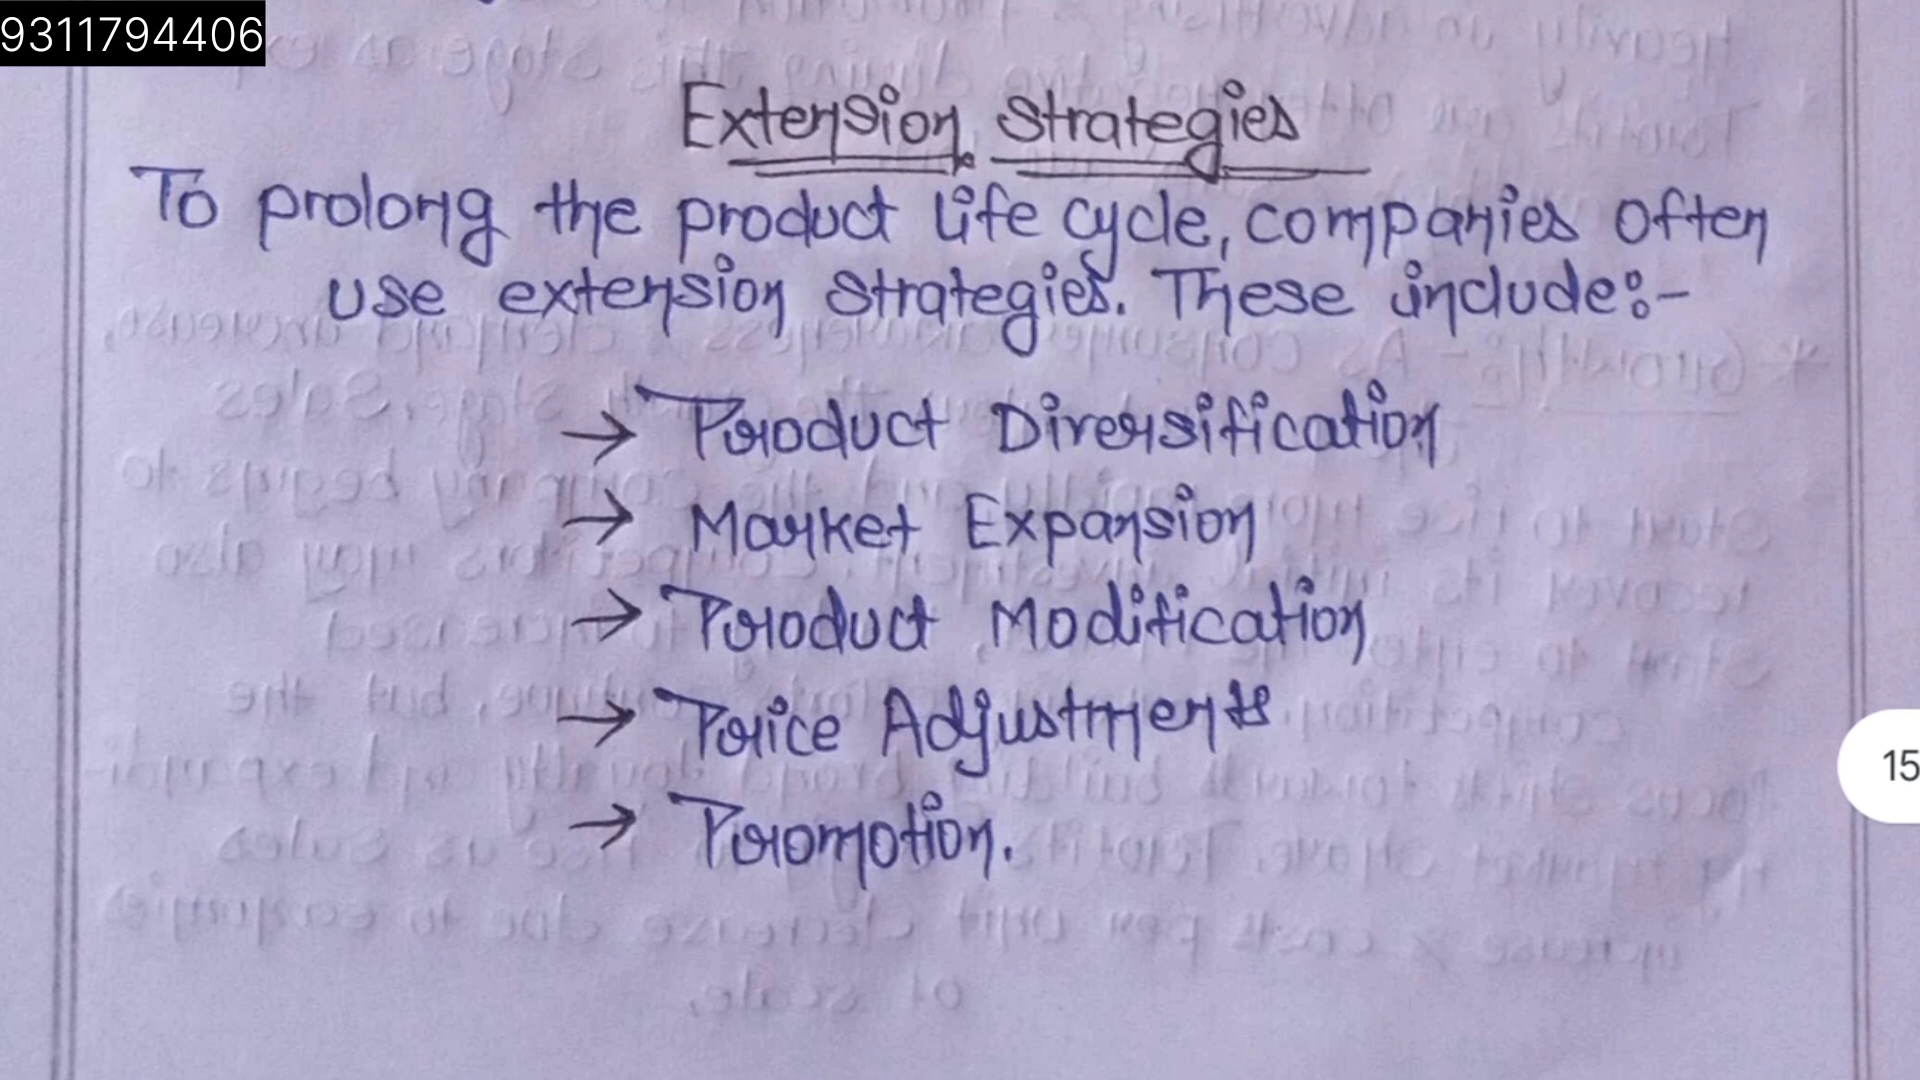 9311794406
Extension Strategies
To prolong the product life cycle, companies often
use extension strategies. These include:-
→ Product Diversification
→ Market Expansion
→ Product Modification
→ Price Adjustments
→ Promotion.
15